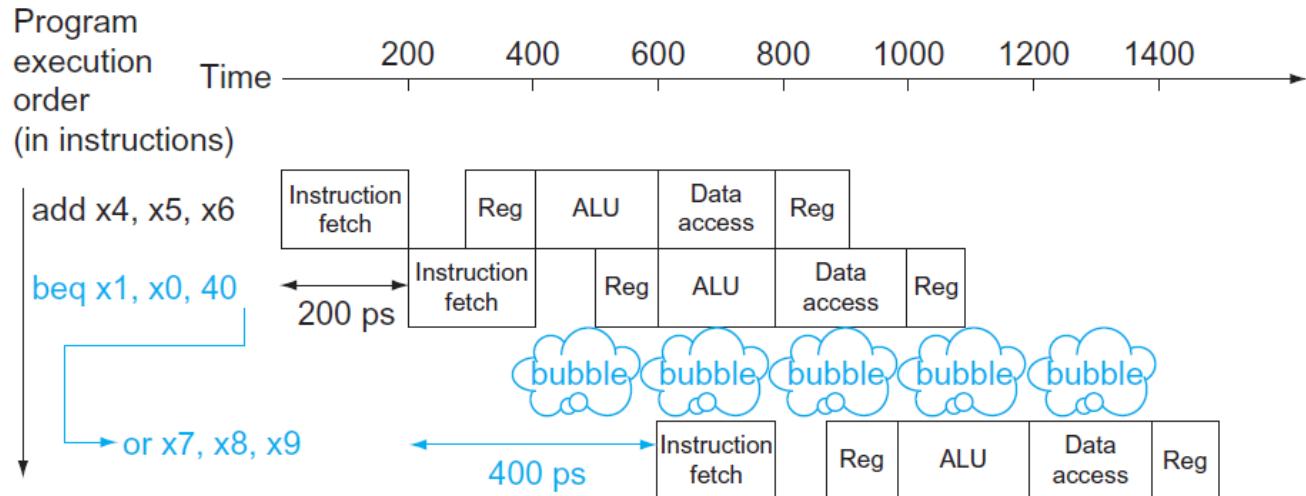 Program
execution
order
(in instructions)
Time
200 400 600 800 1000 1200 1400
add x4, x5, x6
Instruction fetch
Reg
ALU
Data access
Reg
beq x1, x0, 40
200 ps
Instruction fetch
Reg
ALU
Data access
Reg
bubble bubble bubble bubble bubble
or x7, x8, x9
400 ps
Instruction fetch
Reg
ALU
Data access
Reg